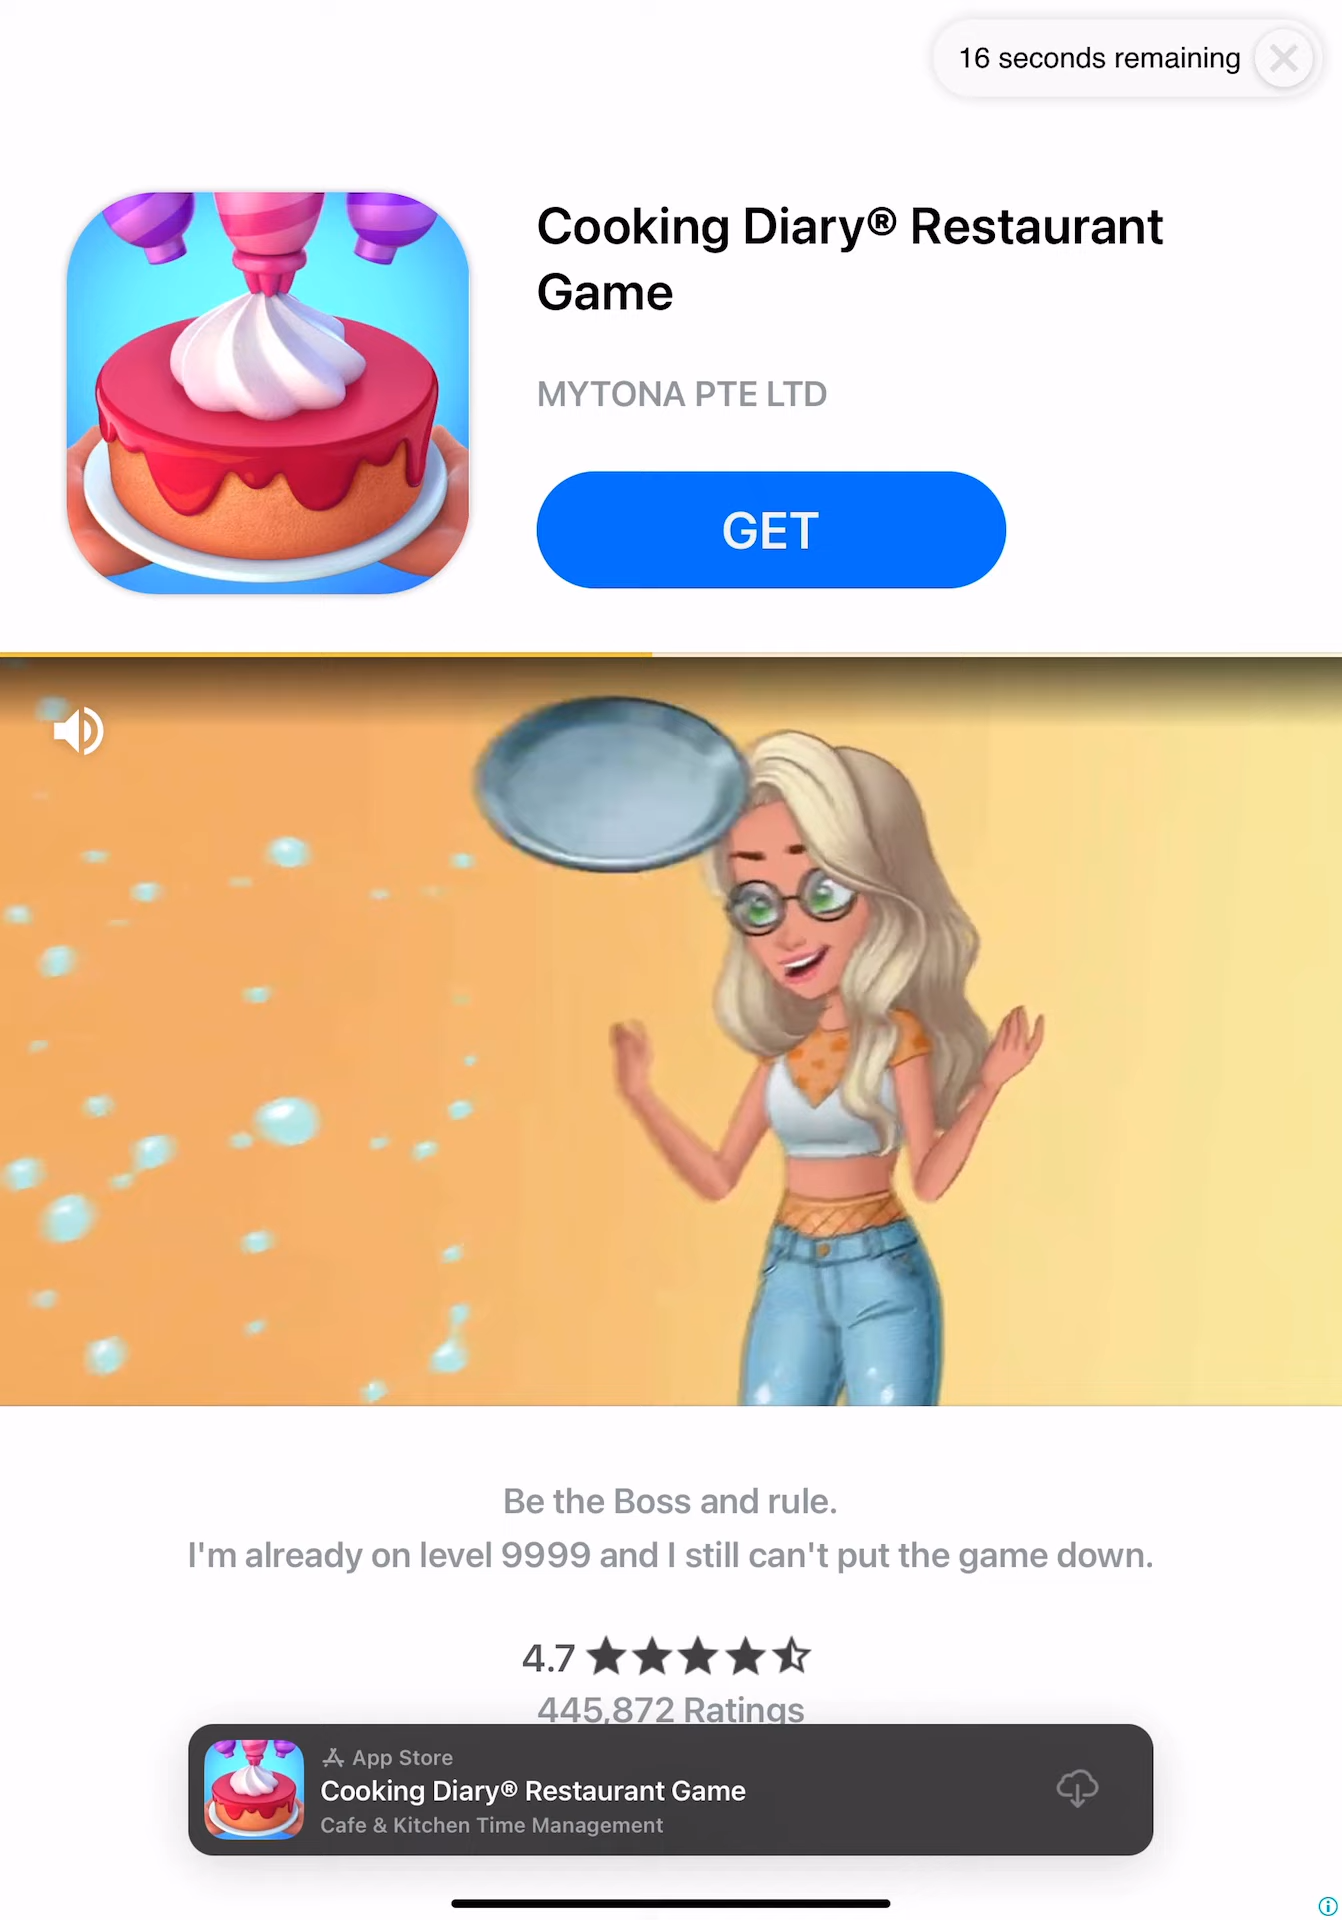 16 seconds remaining
Cooking Diary® Restaurant
Game
MYTONA PTE LTD
GET
Be the Boss and rule.
I'm already on level 9999 and I still can't put the game down.
4.7
445,872 Ratings
App Store
Cooking Diary® Restaurant Game
Cafe & Kitchen Time Management